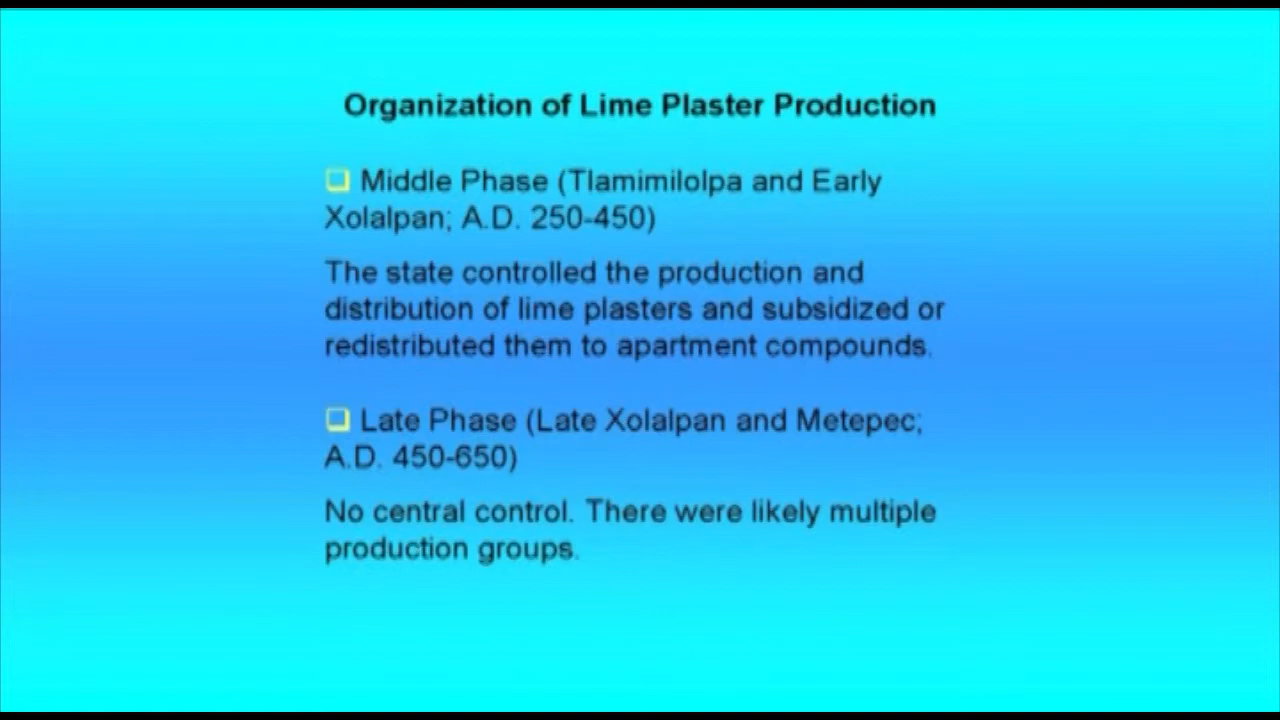 Organization of Lime Plaster Production
❑ Middle Phase (Tlamimilolpa and Early
Xolalpan; A.D. 250-450)
The state controlled the production and
distribution of lime plasters and subsidized or
redistributed them to apartment compounds.
❑ Late Phase (Late Xolalpan and Metepec;
A.D. 450-650)
No central control. There were likely multiple
production groups.